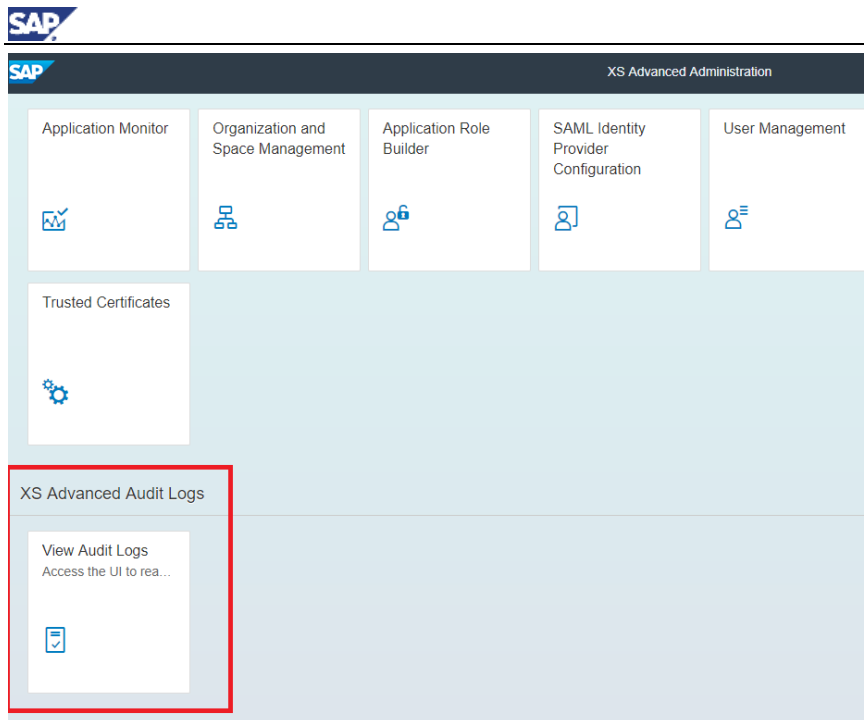 SAP
SAP
XS Advanced Administration
Application Monitor
Organization and
Space Management
Application Role
Builder
SAML Identity
Provider
Configuration
User Management
Trusted Certificates
XS Advanced Audit Logs
View Audit Logs
Access the UI to rea...